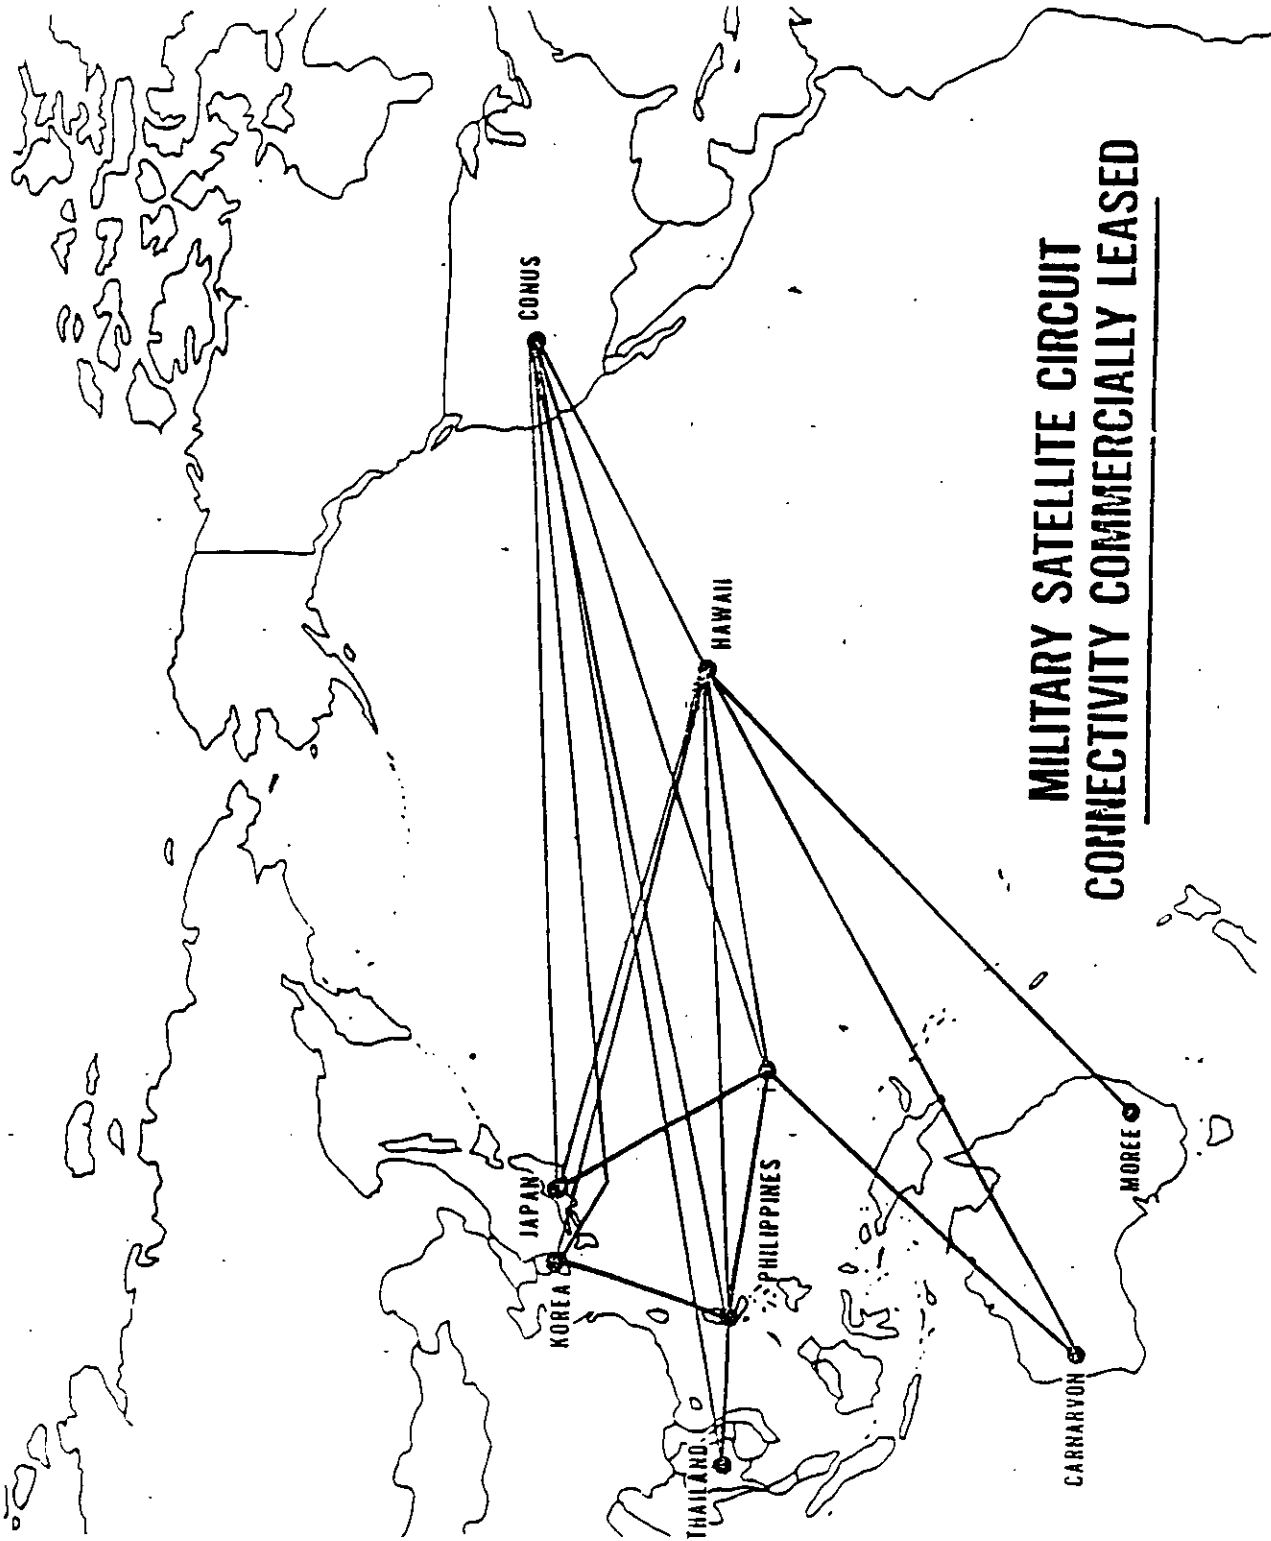 CONUS
HAWAII
JAPAN
KOREA
PHILIPPINES
THAILAND
MOREE
CARNARVON
MILITARY SATELLITE CIRCUIT
CONNECTIVITY COMMERCIALLY LEASED